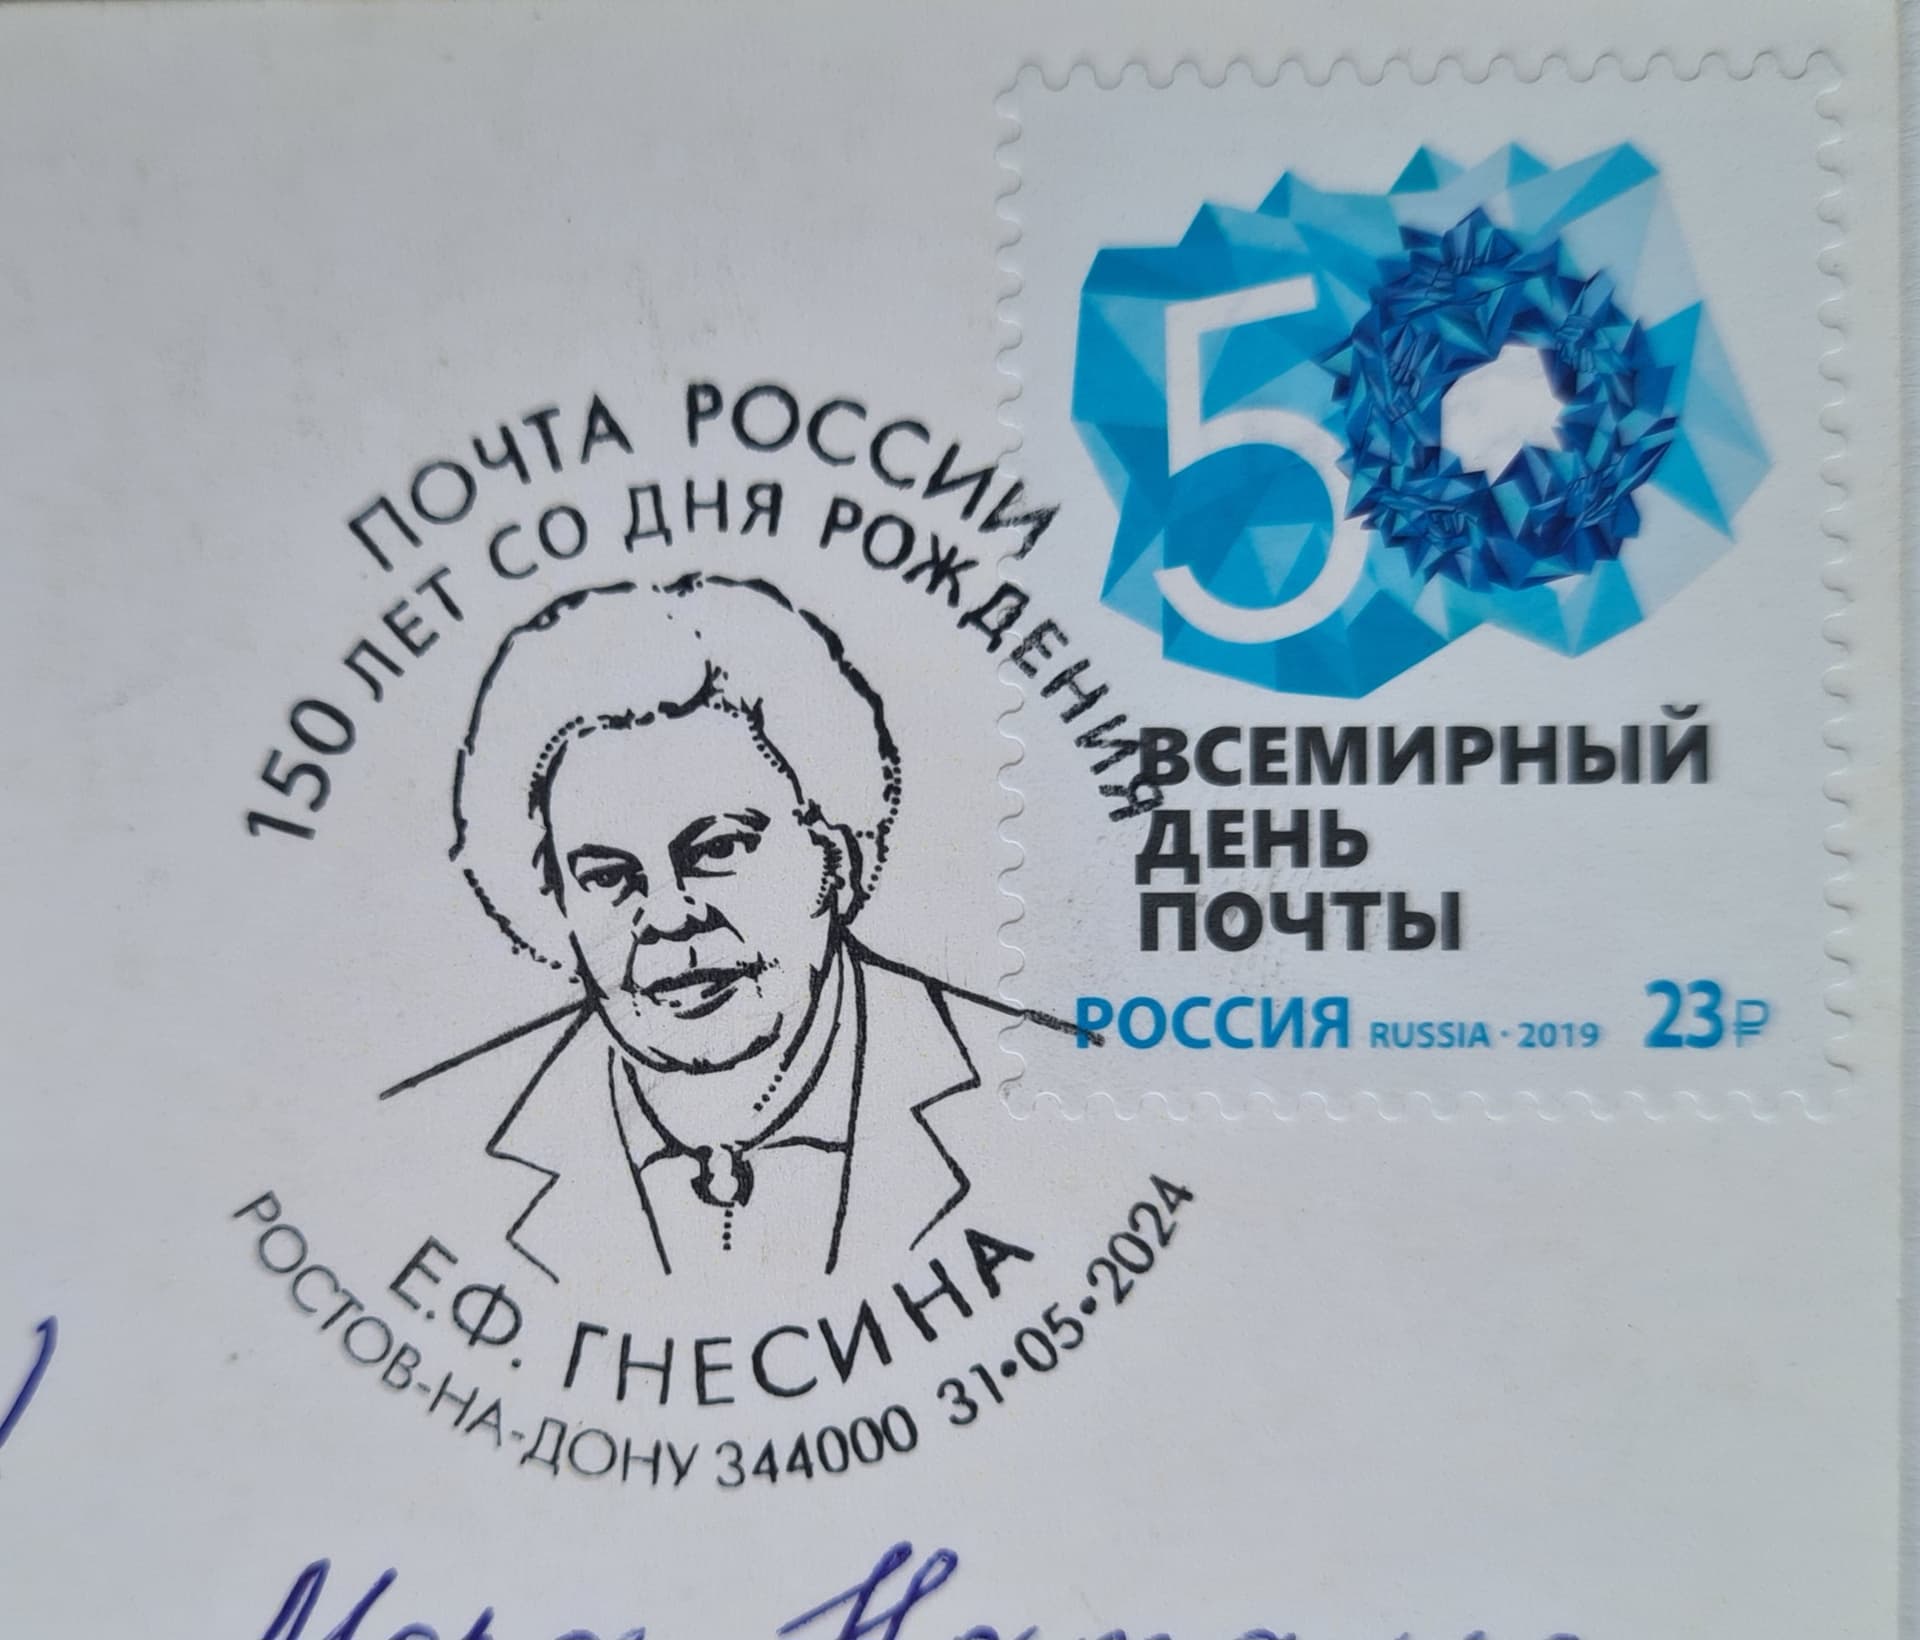 ПОЧТА РОССИИ
150 ЛЕТ СО ДНЯ РОЖДЕНИЯ
Е.Ф. ГНЕСИНА
РОСТОВ-НА-ДОНУ 344000 31•05•2024
50
ВСЕМИРНЫЙ
ДЕНЬ
ПОЧТЫ
РОССИЯ RUSSIA · 2019 23₽